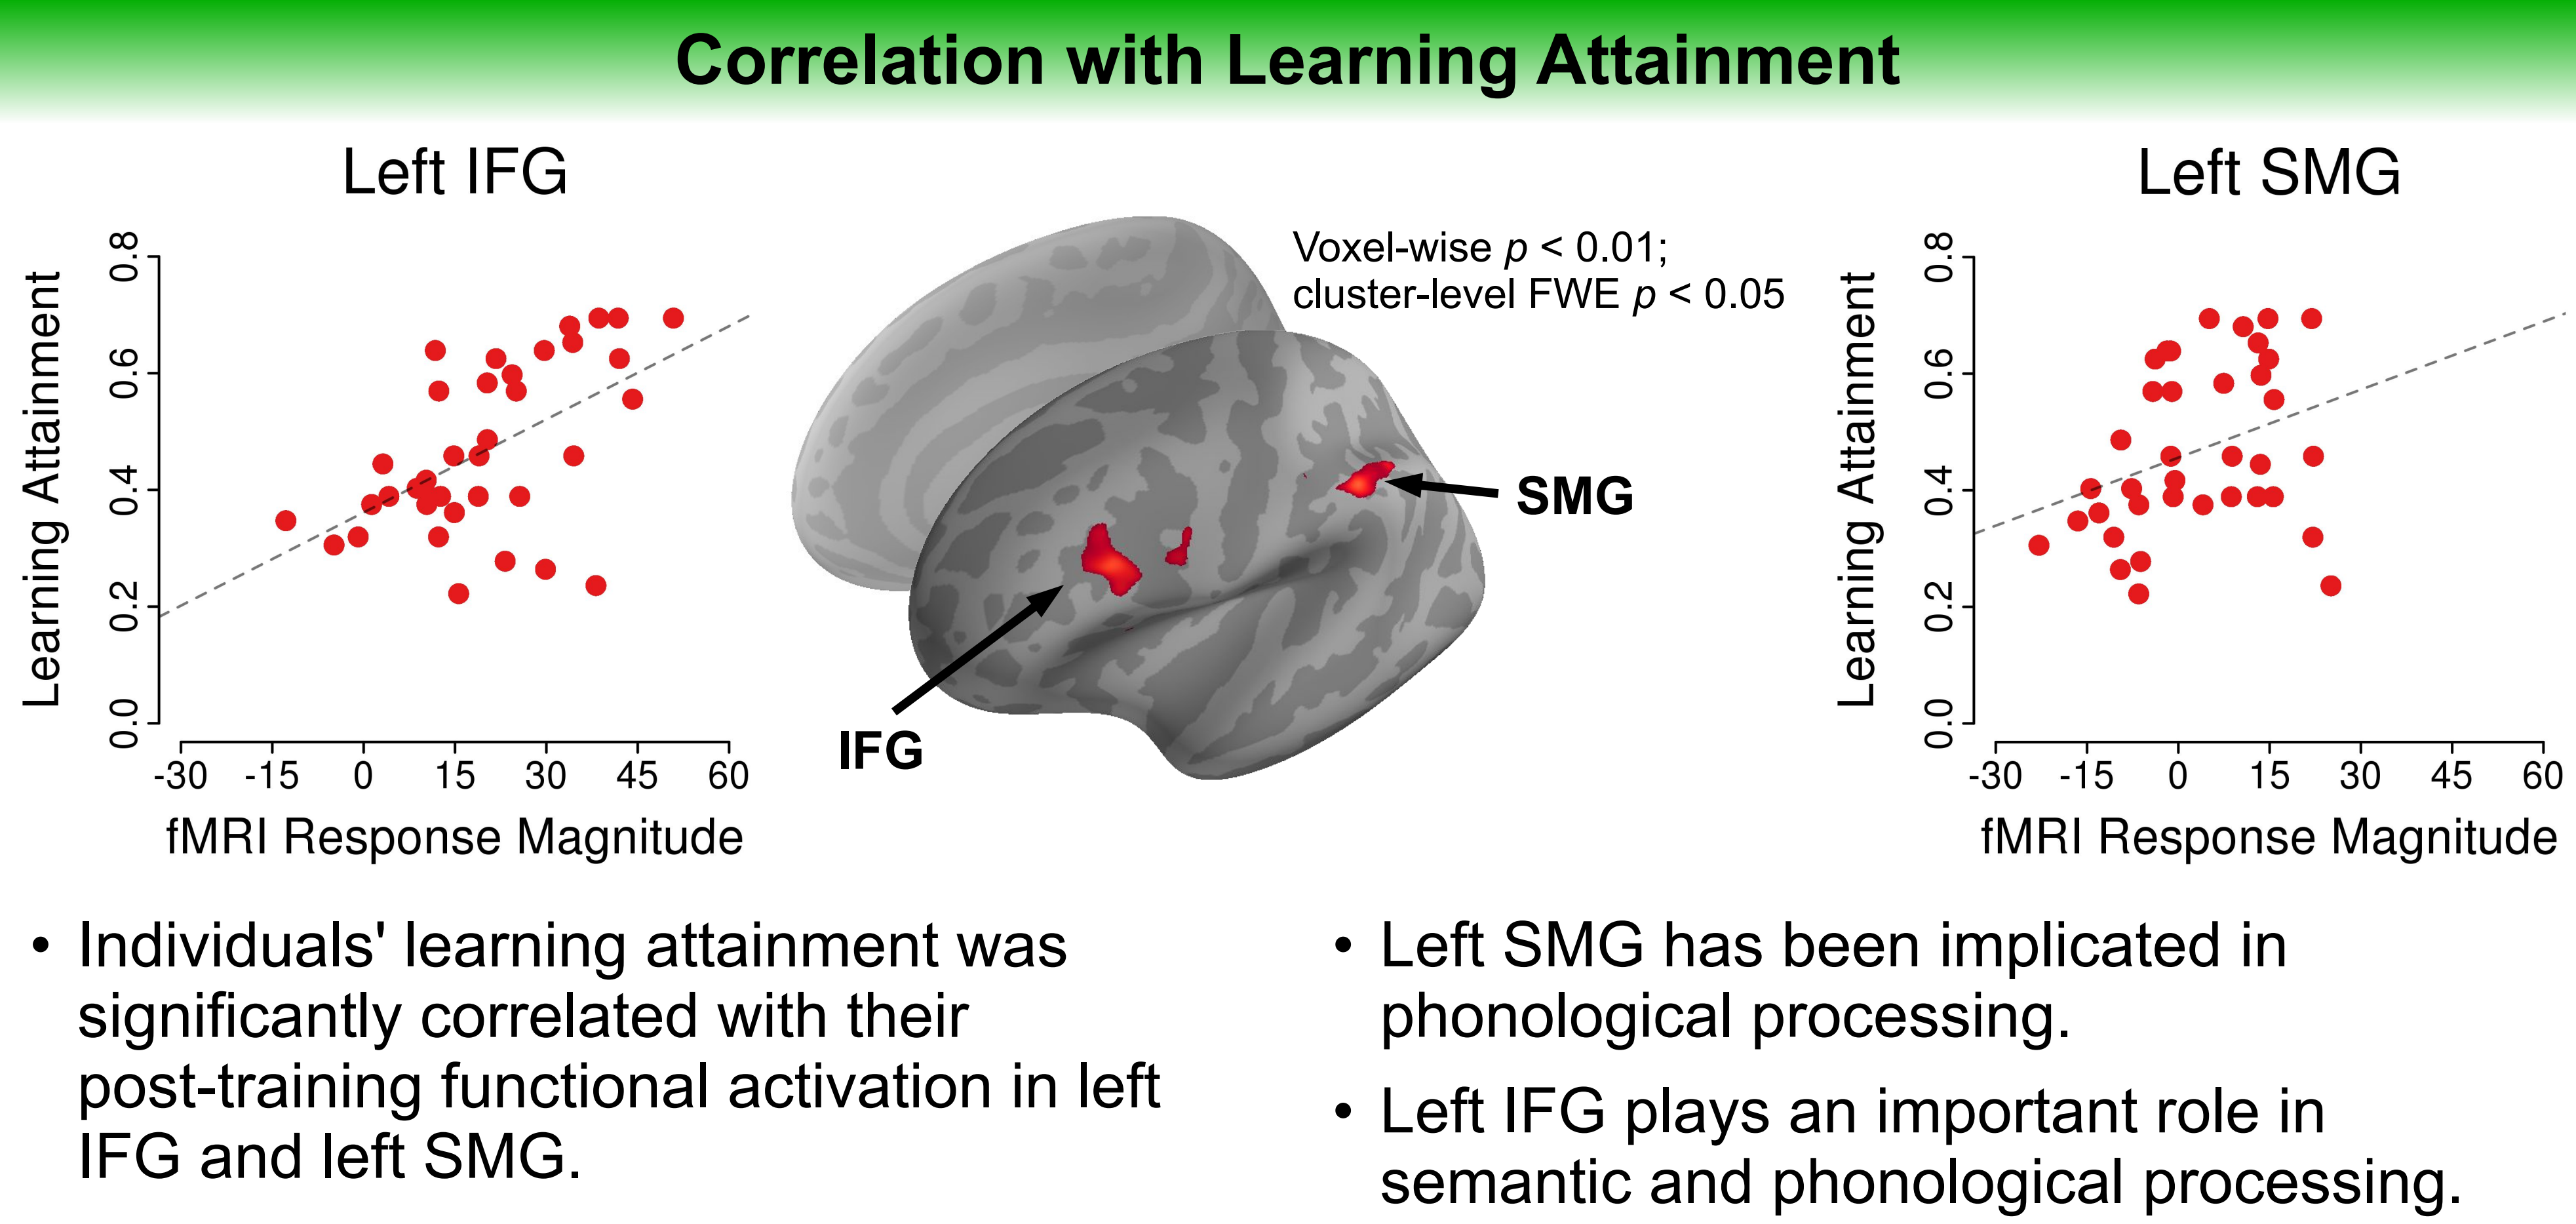 Correlation with Learning Attainment
Left IFG
Learning Attainment
0.0 0.2 0.4 0.6 0.8
-30 -15 0 15 30 45 60
fMRI Response Magnitude
Voxel-wise p < 0.01;
cluster-level FWE p < 0.05
SMG
IFG
Left SMG
Learning Attainment
0.0 0.2 0.4 0.6 0.8
-30 -15 0 15 30 45 60
fMRI Response Magnitude
• Individuals' learning attainment was
significantly correlated with their
post-training functional activation in left
IFG and left SMG.
• Left SMG has been implicated in
phonological processing.
• Left IFG plays an important role in
semantic and phonological processing.